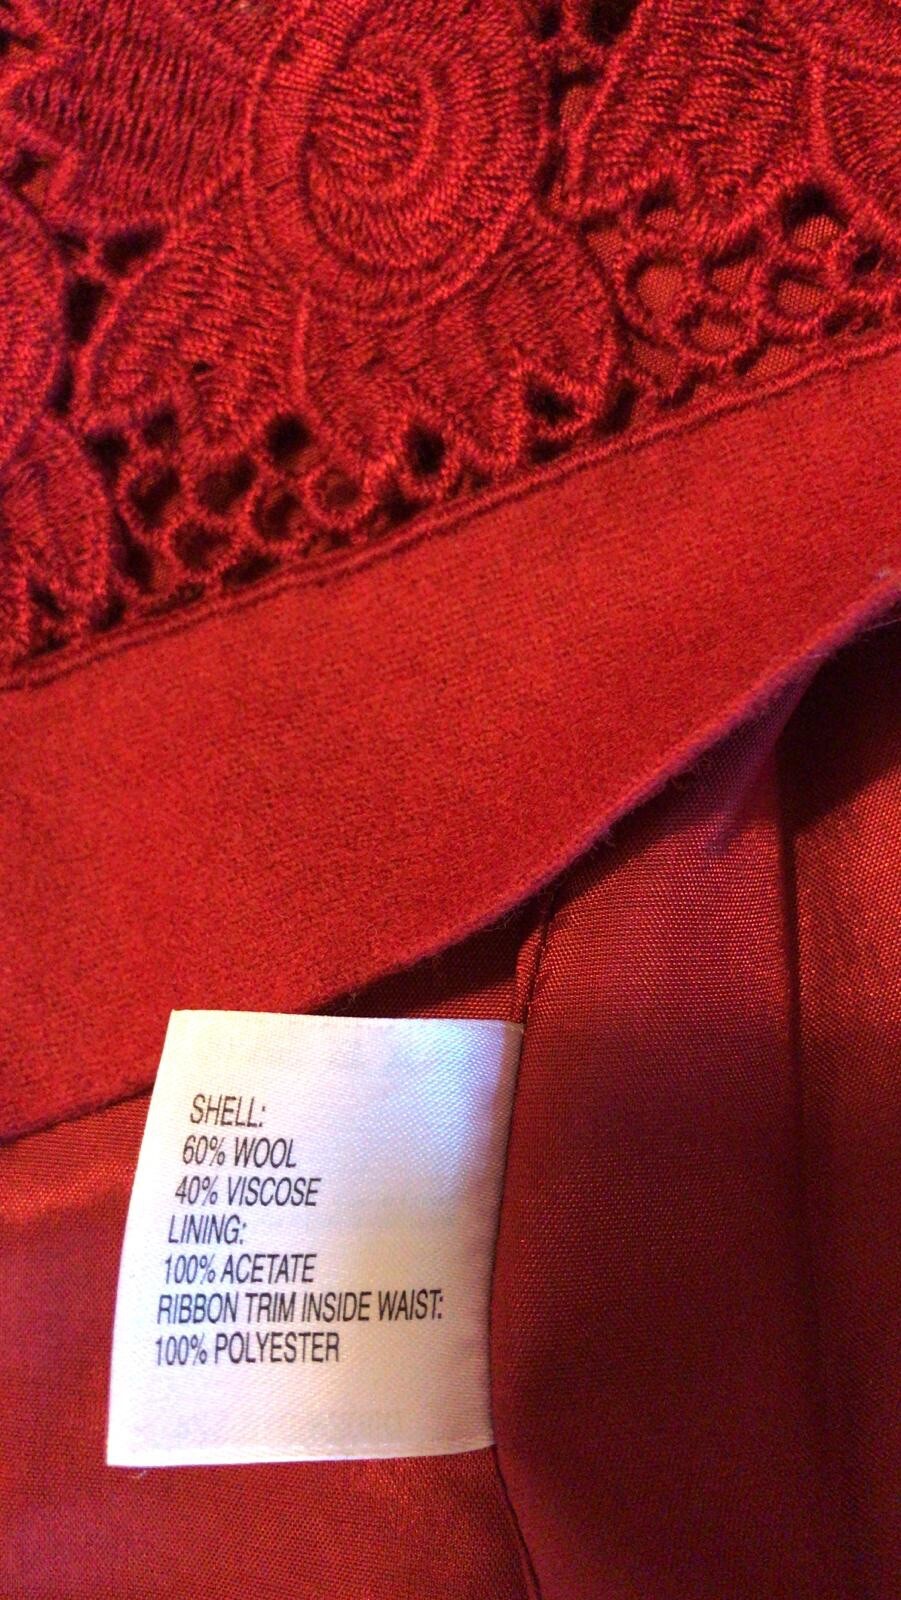 SHELL:
60% WOOL
40% VISCOSE
LINING:
100% ACETATE
RIBBON TRIM INSIDE WAIST:
100% POLYESTER